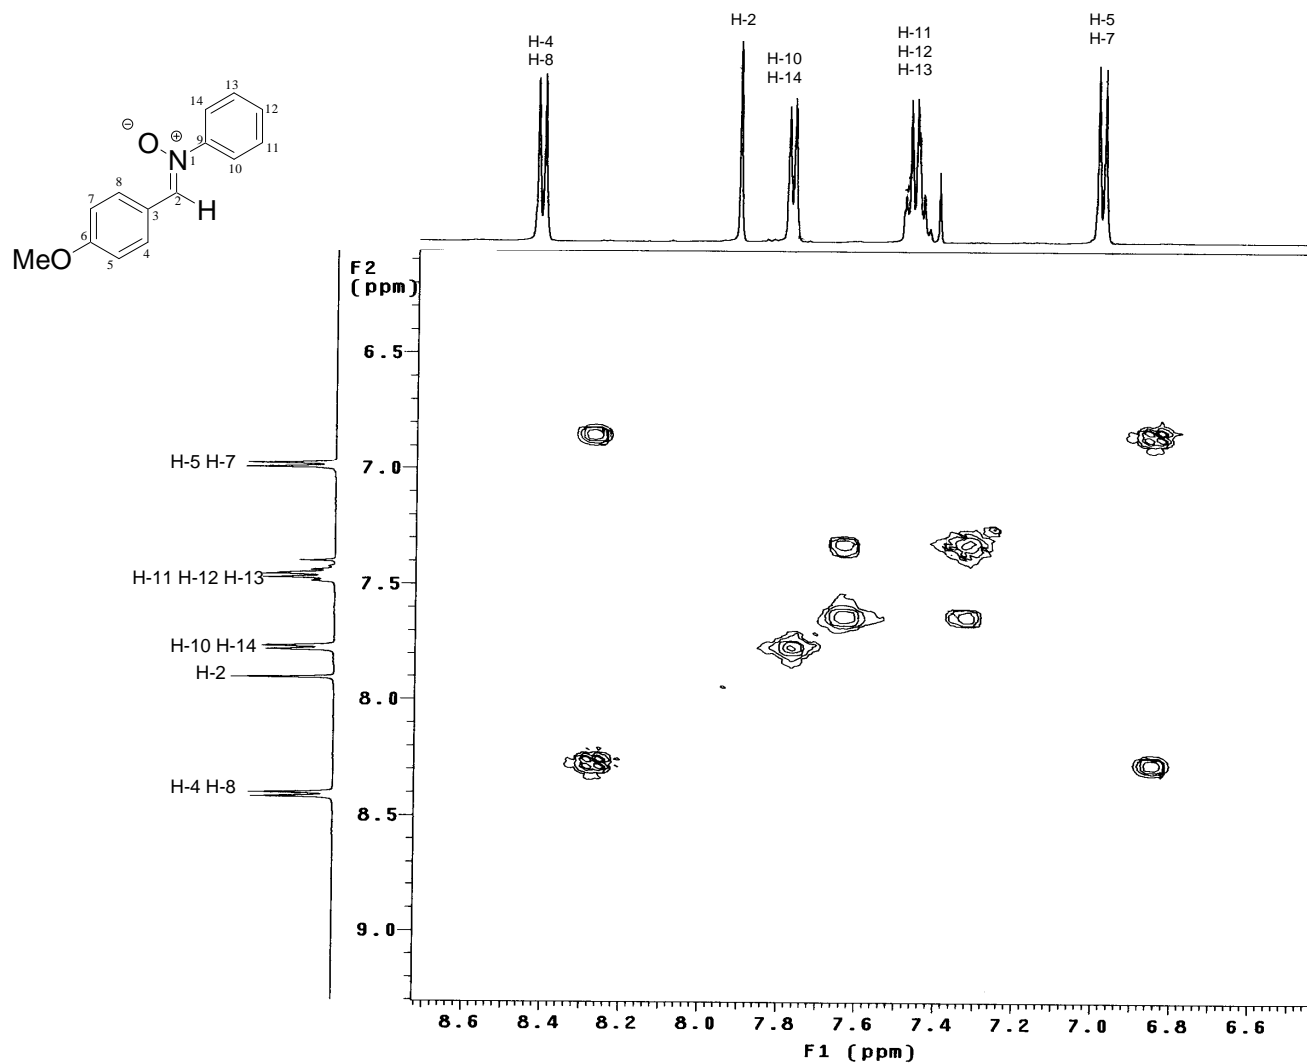 H-4
H-8
H-2
H-10
H-14
H-11
H-12
H-13
H-5
H-7
13
14
12
⊖
⊕
O
9
N
1
11
10
8
7
3
2
H
6
4
MeO
5
F2
(ppm)
6.5
H-5 H-7
7.0
H-11 H-12 H-13
7.5
H-10 H-14
H-2
8.0
H-4 H-8
8.5
9.0
8.6 8.4 8.2 8.0 7.8 7.6 7.4 7.2 7.0 6.8 6.6
F1 (ppm)